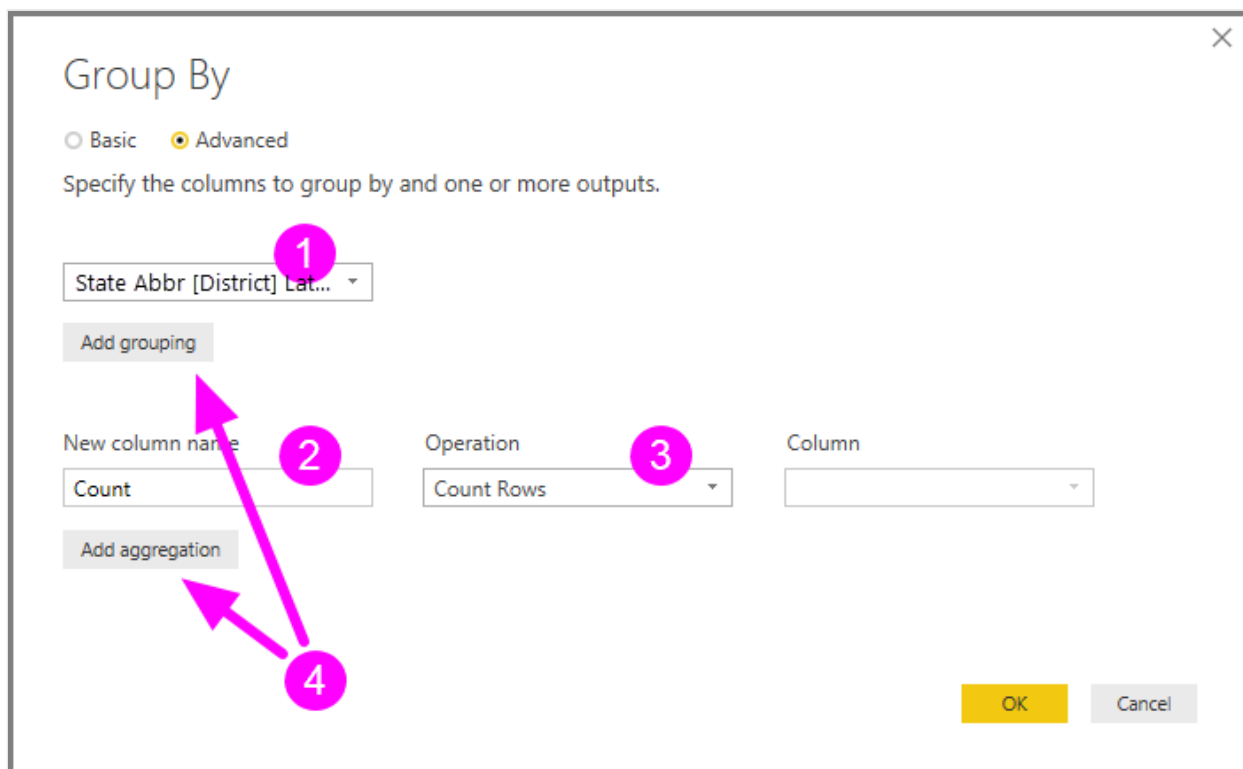 Group By
Basic Advanced
Specify the columns to group by and one or more outputs.
1
State Abbr [District] Lat...
Add grouping
New column name 2 Operation 3 Column
Count Count Rows
Add aggregation
4
OK Cancel